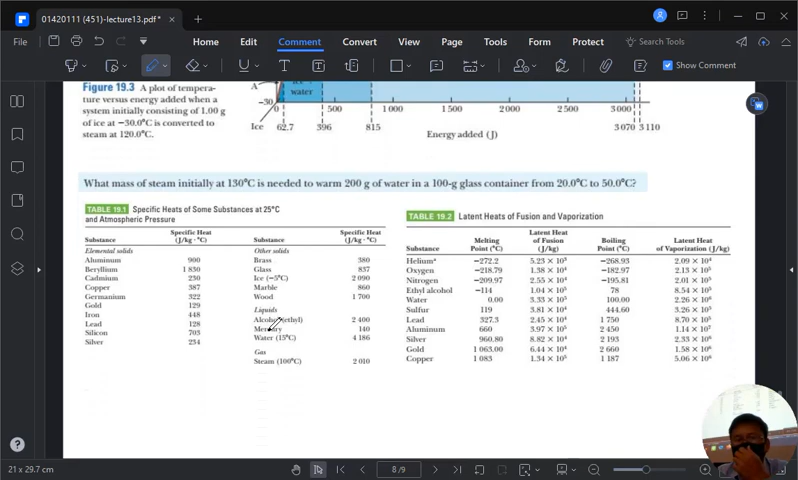 01420111 (451)-lecture13.pdf *
File
Home
Edit
Comment
Convert
View
Page
Tools
Form
Protect
Search Tools
Show Comment
Figure 19.3 A plot of tempera-
ture versus energy added when a
system initially consisting of 1.00 g
of ice at −30.0°C is converted to
steam at 120.0°C.
A
water
−30
0
500
1 000
1 500
2 000
2 500
3 000
Ice
62.7
396
815
3 070 3 110
Energy added (J)
What mass of steam initially at 130°C is needed to warm 200 g of water in a 100-g glass container from 20.0°C to 50.0°C?
TABLE 19.1 Specific Heats of Some Substances at 25°C
and Atmospheric Pressure
Specific Heat
Substance (J/kg · °C)
Elemental solids
Aluminum 900
Beryllium 1 830
Cadmium 230
Copper 387
Germanium 322
Gold 129
Iron 448
Lead 128
Silicon 703
Silver 234
Specific Heat
Substance (J/kg · °C)
Other solids
Brass 380
Glass 837
Ice (−5°C) 2 090
Marble 860
Wood 1 700
Liquids
Alcohol (ethyl) 2 400
Mercury 140
Water (15°C) 4 186
Gas
Steam (100°C) 2 010
TABLE 19.2 Latent Heats of Fusion and Vaporization
Latent Heat
Melting of Fusion Boiling Latent Heat
Substance Point (°C) (J/kg) Point (°C) of Vaporization (J/kg)
Helium* −272.2 5.23 × 10³ −268.93 2.09 × 10⁴
Oxygen −218.79 1.38 × 10⁴ −182.97 2.13 × 10⁵
Nitrogen −209.97 2.55 × 10⁴ −195.81 2.01 × 10⁵
Ethyl alcohol −114 1.04 × 10⁵ 78 8.54 × 10⁵
Water 0.00 3.33 × 10⁵ 100.00 2.26 × 10⁶
Sulfur 119 3.81 × 10⁴ 444.60 3.26 × 10⁵
Lead 327.3 2.45 × 10⁴ 1 750 8.70 × 10⁵
Aluminum 660 3.97 × 10⁵ 2 450 1.14 × 10⁷
Silver 960.80 8.82 × 10⁴ 2 193 2.33 × 10⁶
Gold 1 063.00 6.44 × 10⁴ 2 660 1.58 × 10⁶
Copper 1 083 1.34 × 10⁵ 1 187 5.06 × 10⁶
21 x 29.7 cm
8 /9